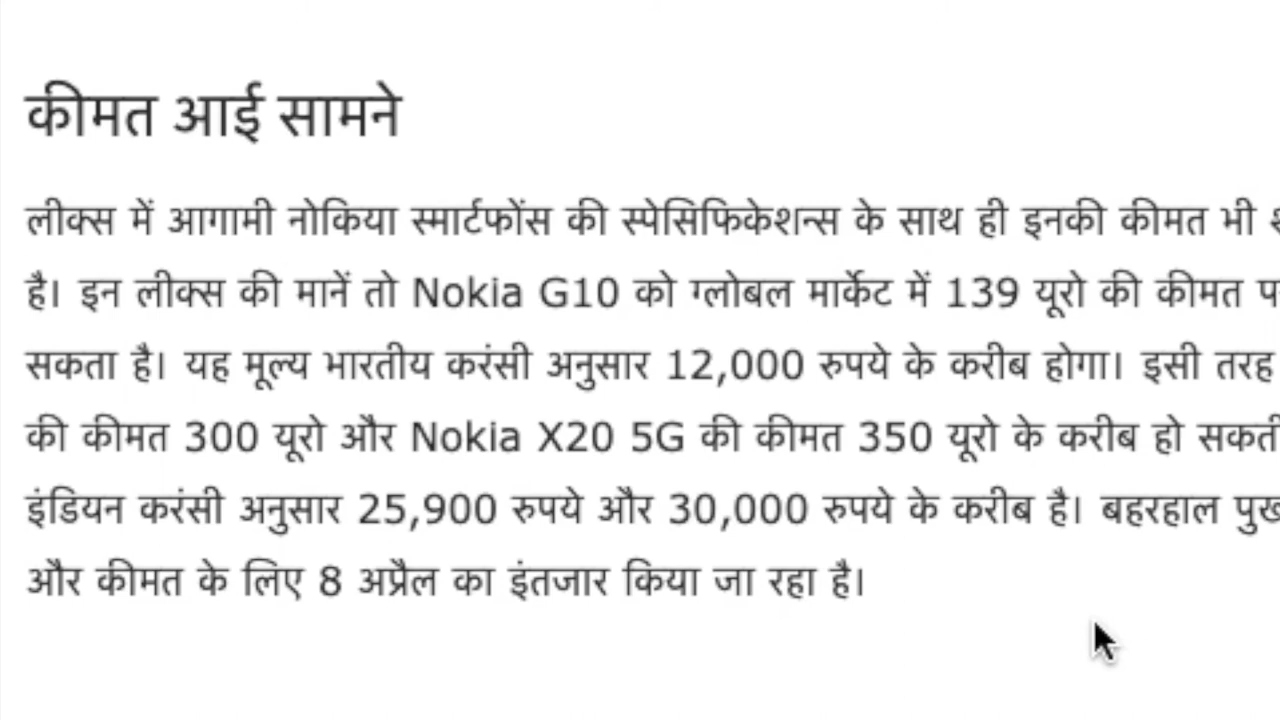 कीमत आई सामने
लीक्स में आगामी नोकिया स्मार्टफोंस की स्पेसिफिकेशन्स के साथ ही इनकी कीमत भी
है। इन लीक्स की मानें तो Nokia G10 को ग्लोबल मार्केट में 139 यूरो की कीमत
सकता है। यह मूल्य भारतीय करंसी अनुसार 12,000 रुपये के करीब होगा। इसी तरह
की कीमत 300 यूरो और Nokia X20 5G की कीमत 350 यूरो के करीब हो सकती
इंडियन करंसी अनुसार 25,900 रुपये और 30,000 रुपये के करीब है। बहरहाल
और कीमत के लिए 8 अप्रैल का इंतजार किया जा रहा है।